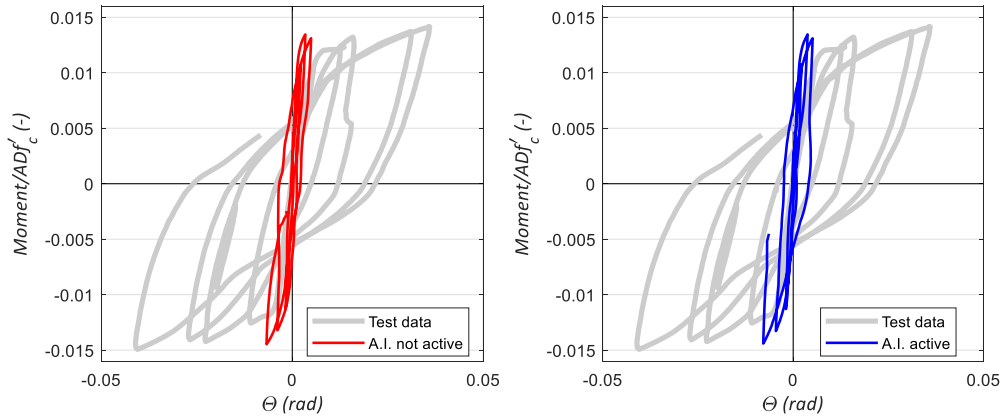 0.015
0.01
0.005
0
-0.005
-0.01
-0.015
-0.05
0
0.05
Moment/ADf′c (-)
Θ (rad)
Test data
A.I. not active
0.015
0.01
0.005
0
-0.005
-0.01
-0.015
-0.05
0
0.05
Moment/ADf′c (-)
Θ (rad)
Test data
A.I. active